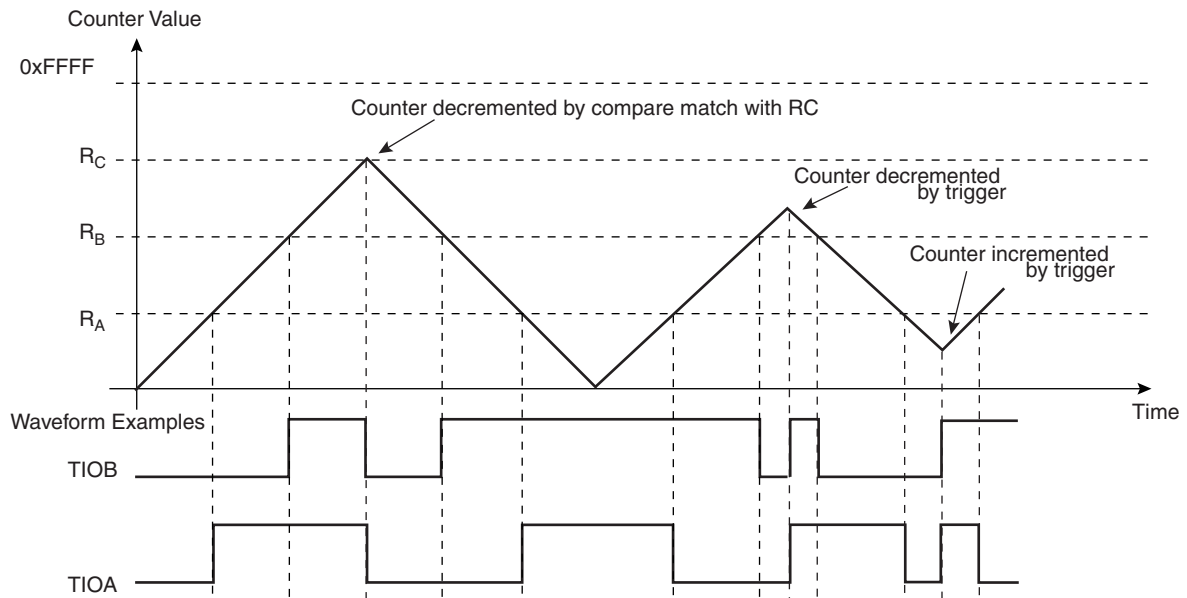 Counter Value
0xFFFF
Counter decremented by compare match with RC
RC
Counter decremented
by trigger
RB
Counter incremented
by trigger
RA
Time
Waveform Examples
TIOB
TIOA